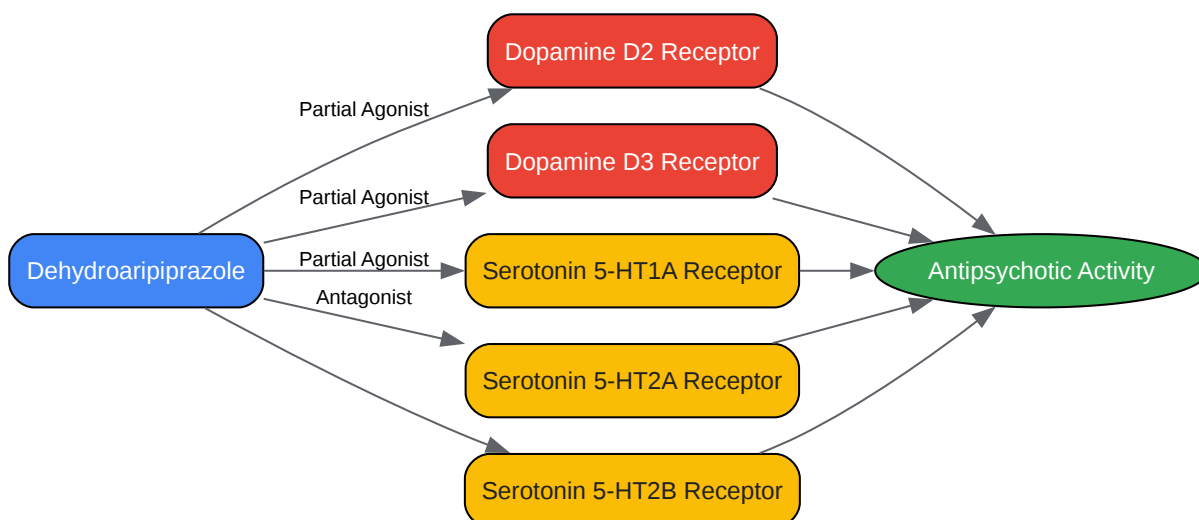 Dopamine D2 Receptor
Partial Agonist
Dopamine D3 Receptor
Partial Agonist
Dehydroaripiprazole
Partial Agonist
Serotonin 5-HT1A Receptor
Antipsychotic Activity
Antagonist
Serotonin 5-HT2A Receptor
Serotonin 5-HT2B Receptor